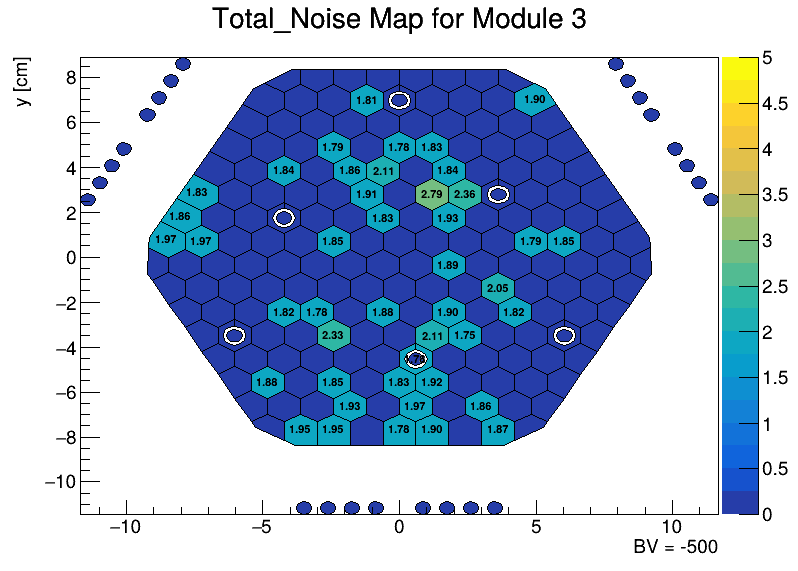 Total_Noise Map for Module 3
y [cm]
8
6
4
2
0
−2
−4
−6
−8
−10
1.81 1.90
1.79 1.78 1.83
1.84 1.86 2.11 1.84
1.83 1.91 2.79 2.36
1.86 1.83 1.93
1.97 1.97 1.85 1.79 1.85
1.89
2.05
1.82 1.78 1.88 1.90 1.82
2.33 2.11 1.75
1.88 1.85 1.83 1.92
1.93 1.97 1.86
1.95 1.95 1.78 1.90 1.87
−10 −5 0 5 10
5
4.5
4
3.5
3
2.5
2
1.5
1
0.5
0
BV = -500